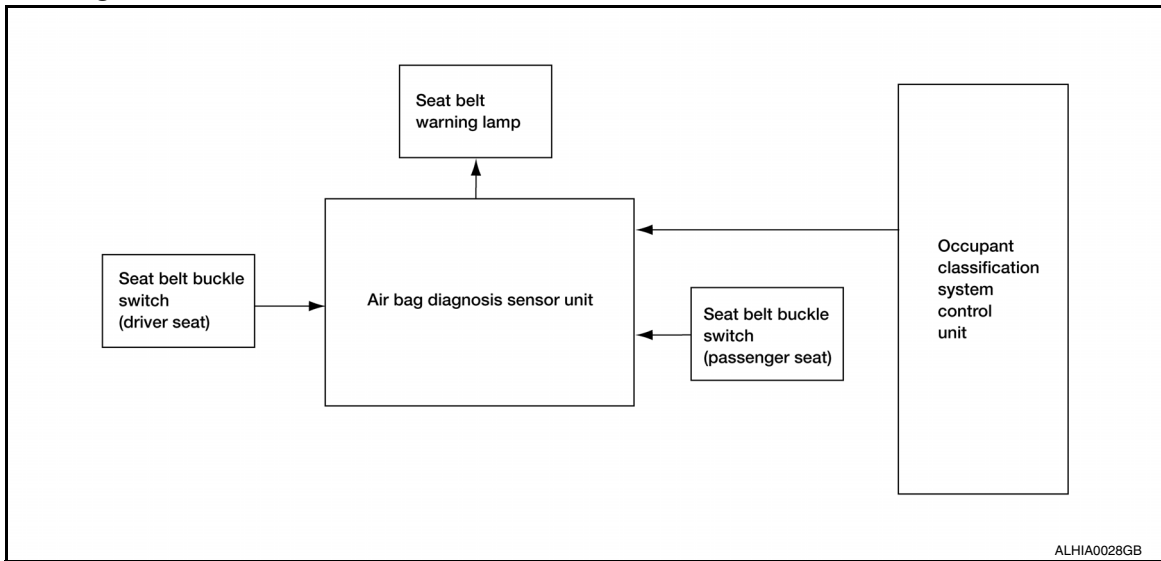 Seat belt
warning lamp
Seat belt buckle
switch
(driver seat)
Air bag diagnosis sensor unit
Seat belt buckle
switch
(passenger seat)
Occupant
classification
system
control
unit
ALHIA0028GB